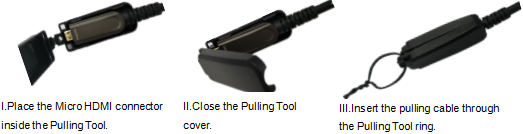 I.Place the Micro HDMI connector
inside the Pulling Tool.
II.Close the Pulling Tool
cover.
III.Insert the pulling cable through
the Pulling Tool ring.